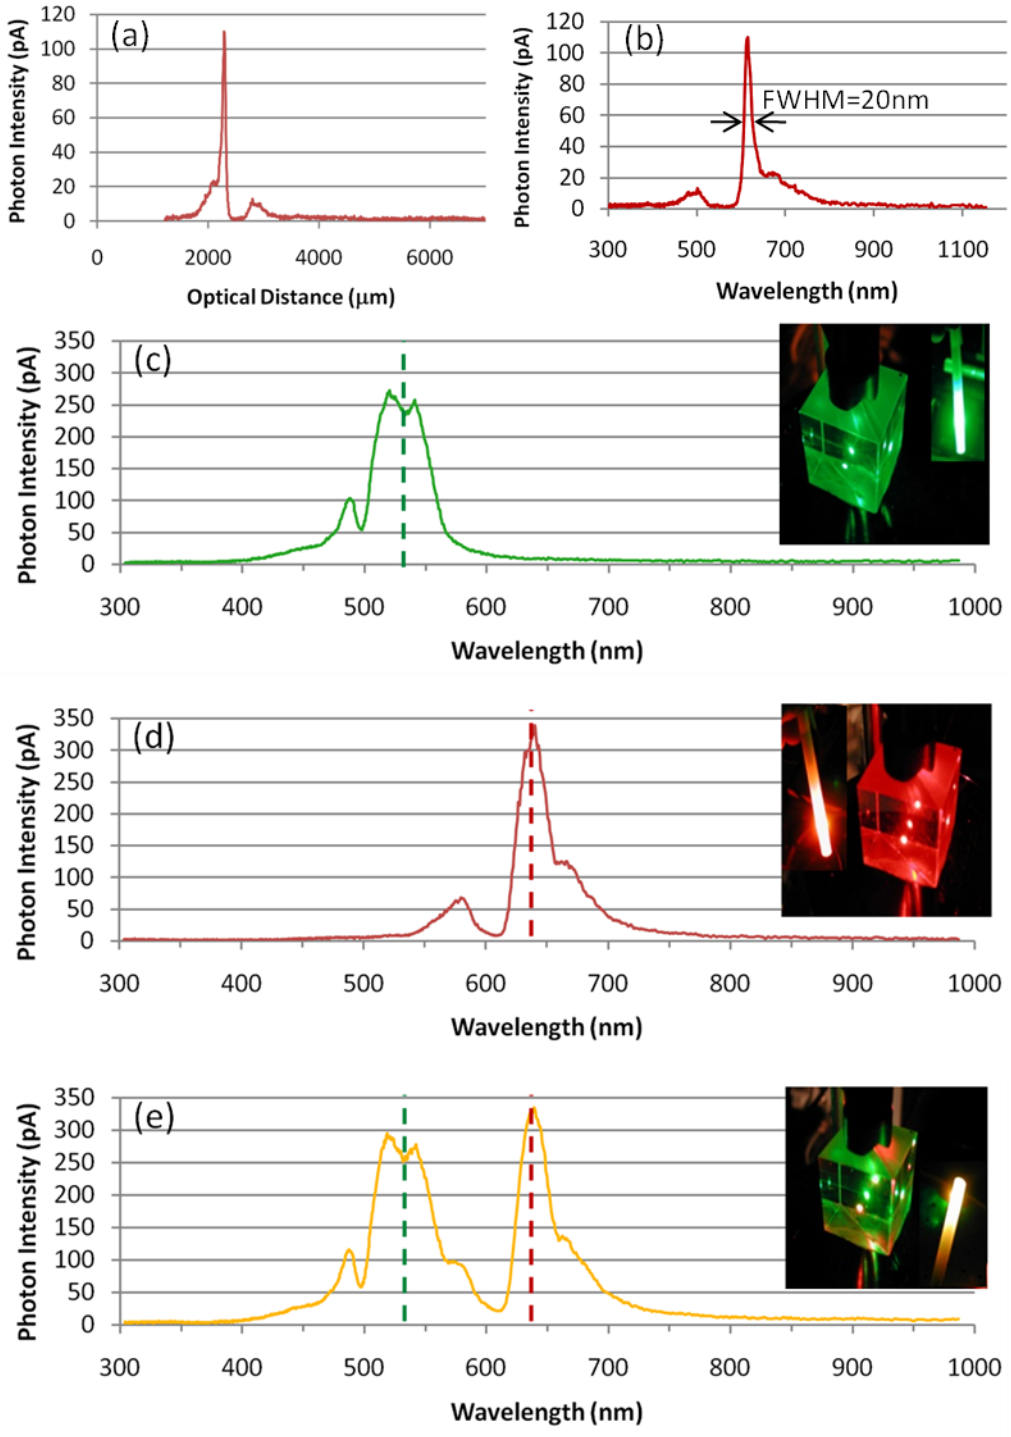 (a)
Photon Intensity (pA)
120
100
80
60
40
20
0
0 2000 4000 6000
Optical Distance (μm)
(b)
Photon Intensity (pA)
120
100
80
60
40
20
0
FWHM=20nm
300 500 700 900 1100
Wavelength (nm)
(c)
Photon Intensity (pA)
350
300
250
200
150
100
50
0
300 400 500 600 700 800 900 1000
Wavelength (nm)
(d)
Photon Intensity (pA)
350
300
250
200
150
100
50
0
300 400 500 600 700 800 900 1000
Wavelength (nm)
(e)
Photon Intensity (pA)
350
300
250
200
150
100
50
0
300 400 500 600 700 800 900 1000
Wavelength (nm)